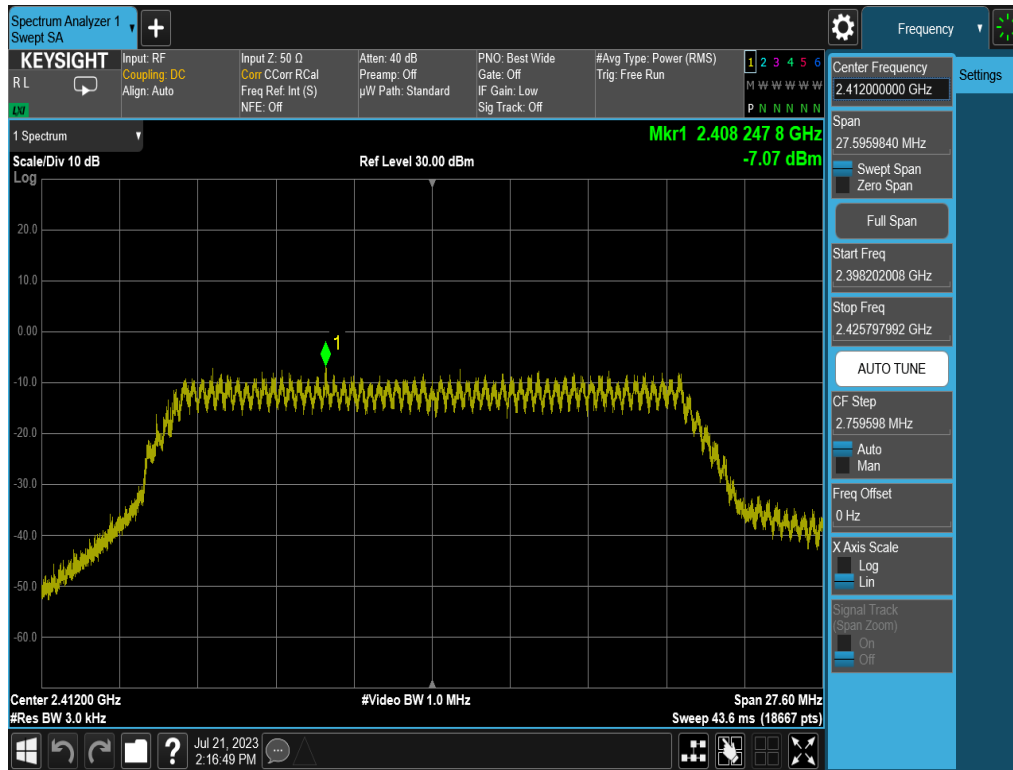 Spectrum Analyzer 1
Swept SA
+
Frequency
KEYSIGHT
R L
LXI
Input: RF
Coupling: DC
Align: Auto
Input Z: 50 Ω
Corr CCorr RCal
Freq Ref: Int (S)
NFE: Off
Atten: 40 dB
Preamp: Off
µW Path: Standard
PNO: Best Wide
Gate: Off
IF Gain: Low
Sig Track: Off
#Avg Type: Power (RMS)
Trig: Free Run
1 2 3 4 5 6
M W W W W W
P N N N N N
1 Spectrum
Scale/Div 10 dB
Log
Ref Level 30.00 dBm
Mkr1 2.408 247 8 GHz
-7.07 dBm
20.0
10.0
0.00
-10.0
-20.0
-30.0
-40.0
-50.0
-60.0
1
Center 2.41200 GHz
#Res BW 3.0 kHz
#Video BW 1.0 MHz
Span 27.60 MHz
Sweep 43.6 ms (18667 pts)
Center Frequency
2.412000000 GHz
Settings
Span
27.5959840 MHz
Swept Span
Zero Span
Full Span
Start Freq
2.398202008 GHz
Stop Freq
2.425797992 GHz
AUTO TUNE
CF Step
2.759598 MHz
Auto
Man
Freq Offset
0 Hz
X Axis Scale
Log
Lin
Signal Track
(Span Zoom)
On
Off
?
Jul 21, 2023
2:16:49 PM